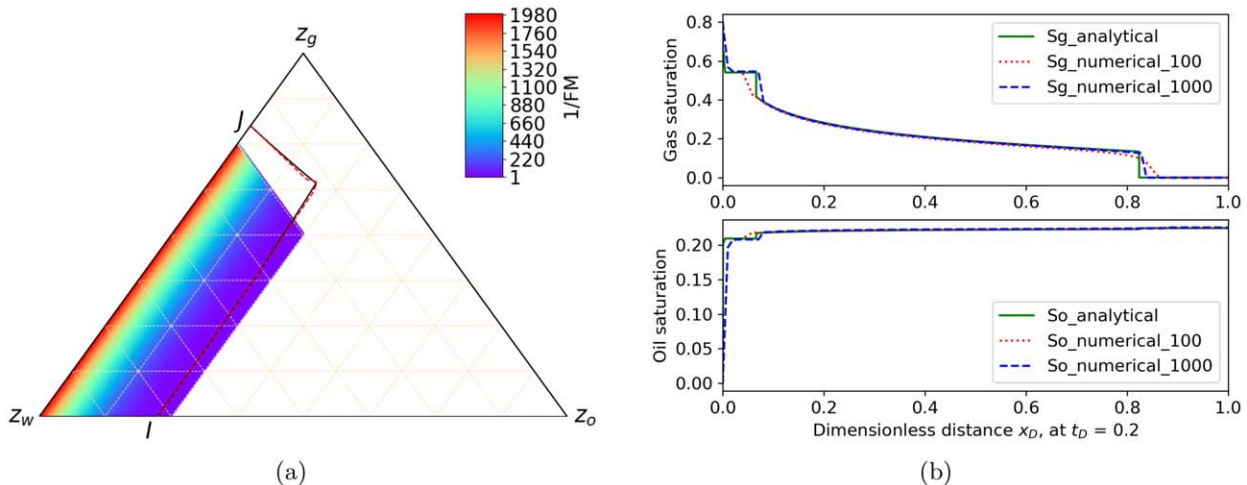 1980
1760
1540
1320
1100
880
660
440
220
1
1/FM
z_g
J
z_w
I
z_o
(a)
Gas saturation
0.8
0.6
0.4
0.2
0.0
Sg_analytical
Sg_numerical_100
Sg_numerical_1000
0.0 0.2 0.4 0.6 0.8 1.0
Oil saturation
0.20
0.15
0.10
0.05
0.00
So_analytical
So_numerical_100
So_numerical_1000
0.0 0.2 0.4 0.6 0.8 1.0
Dimensionless distance x_D, at t_D = 0.2
(b)